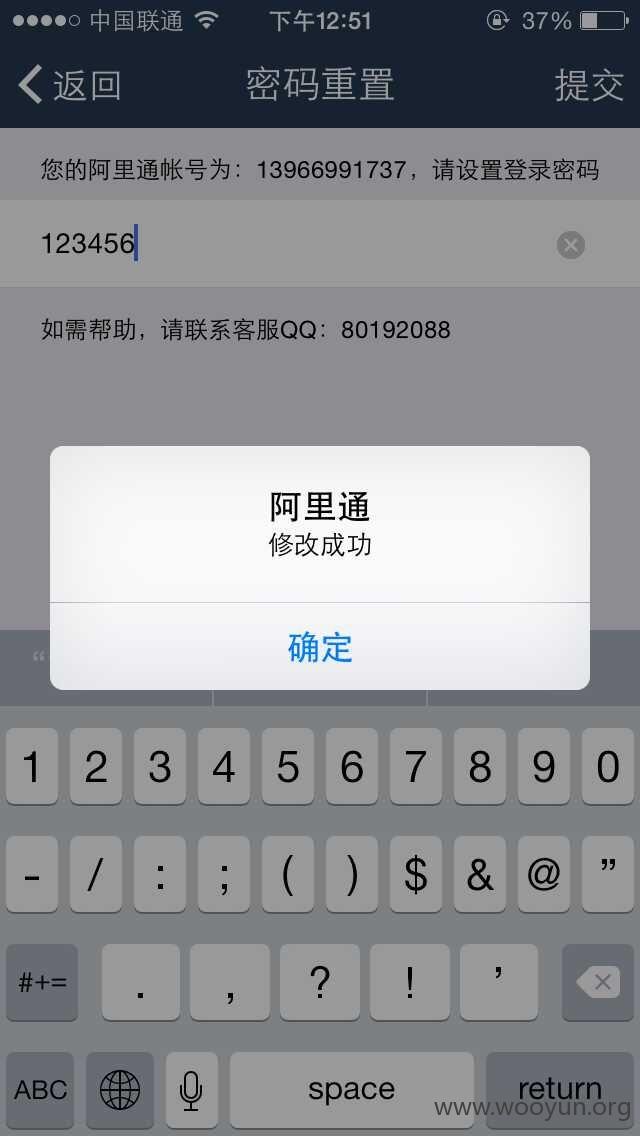 中国联通 下午12:51 37%
返回 密码重置 提交
您的阿里通帐号为：13966991737，请设置登录密码
123456
如需帮助，请联系客服QQ：80192088
阿里通
修改成功
确定
“
1 2 3 4 5 6 7 8 9 0
- / : ; ( ) $ & @ ”
#+= . , ? ! ’
ABC space return
www.wooyun.org